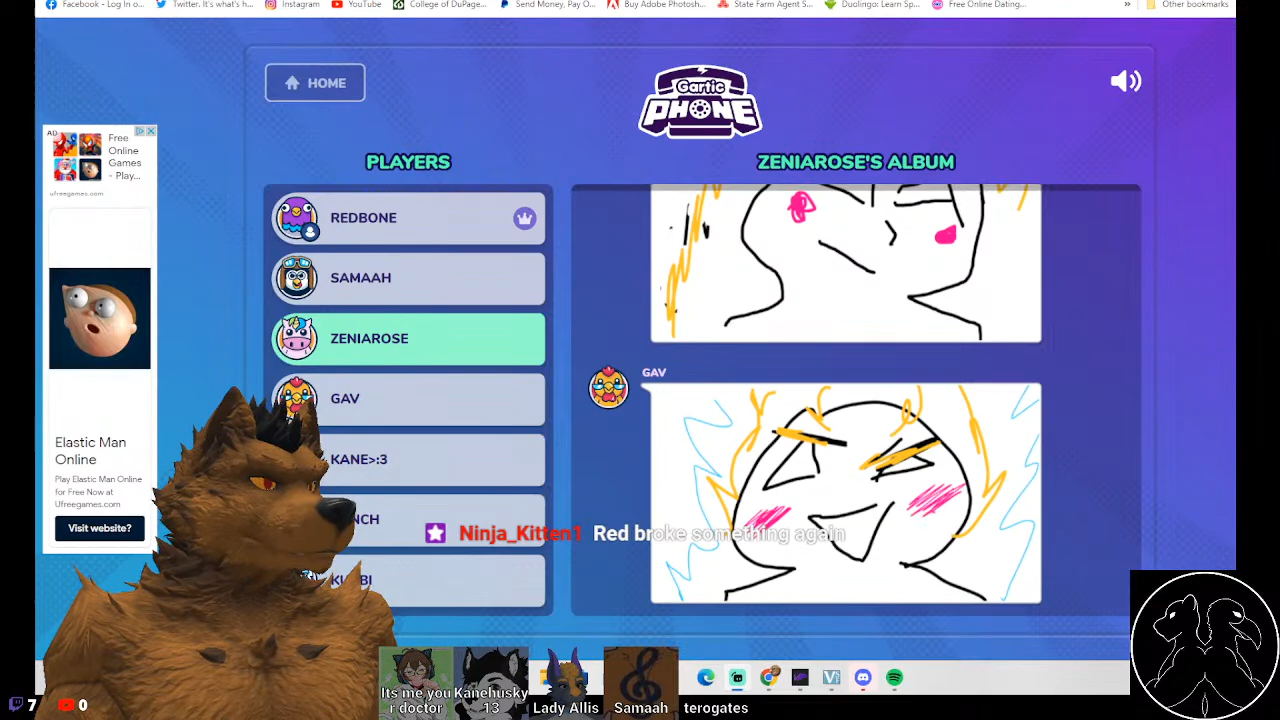 Facebook - Log In o...
Twitter. It's what's h...
Instagram
YouTube
College of DuPage...
Send Money, Pay O...
Buy Adobe Photosh...
State Farm Agent S...
Duolingo: Learn Sp...
Free Online Dating...
»
Other bookmarks
HOME
Gartic
PHONE
AD
Free
Online
Games
- Play...
ufreegames.com
Elastic Man
Online
Play Elastic Man Online
for Free Now at
Ufreegames.com
Visit website?
PLAYERS
REDBONE
SAMAAH
ZENIAROSE
GAV
KANE>:3
NCH
BI
ZENIAROSE'S ALBUM
GAV
Ninja_Kitten1 Red broke something again
Its me you
r doctor
Kanehusky
13
Lady Allis
Samaah
terogates
7
0